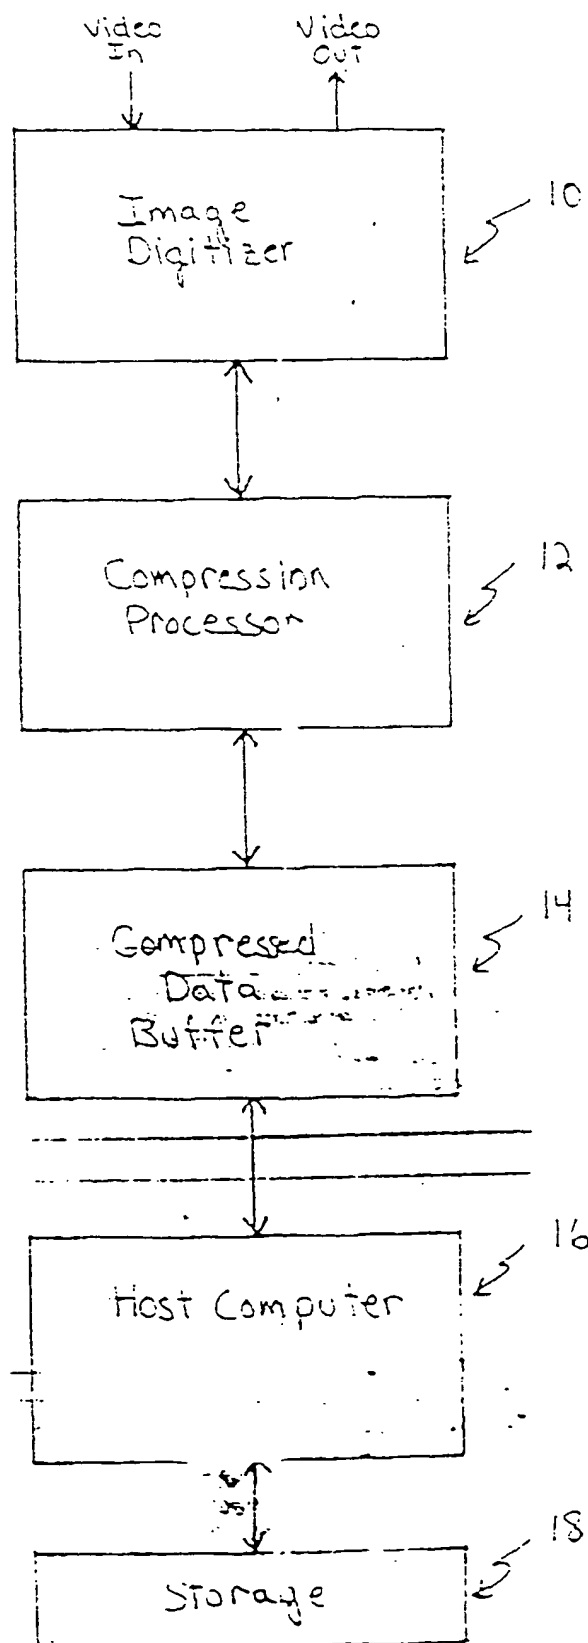 Video
In
Video
Out
Image
Digitizer
10
Compression
Processor
12
Compressed
Data
Buffer
14
Host Computer
16
Storage
18